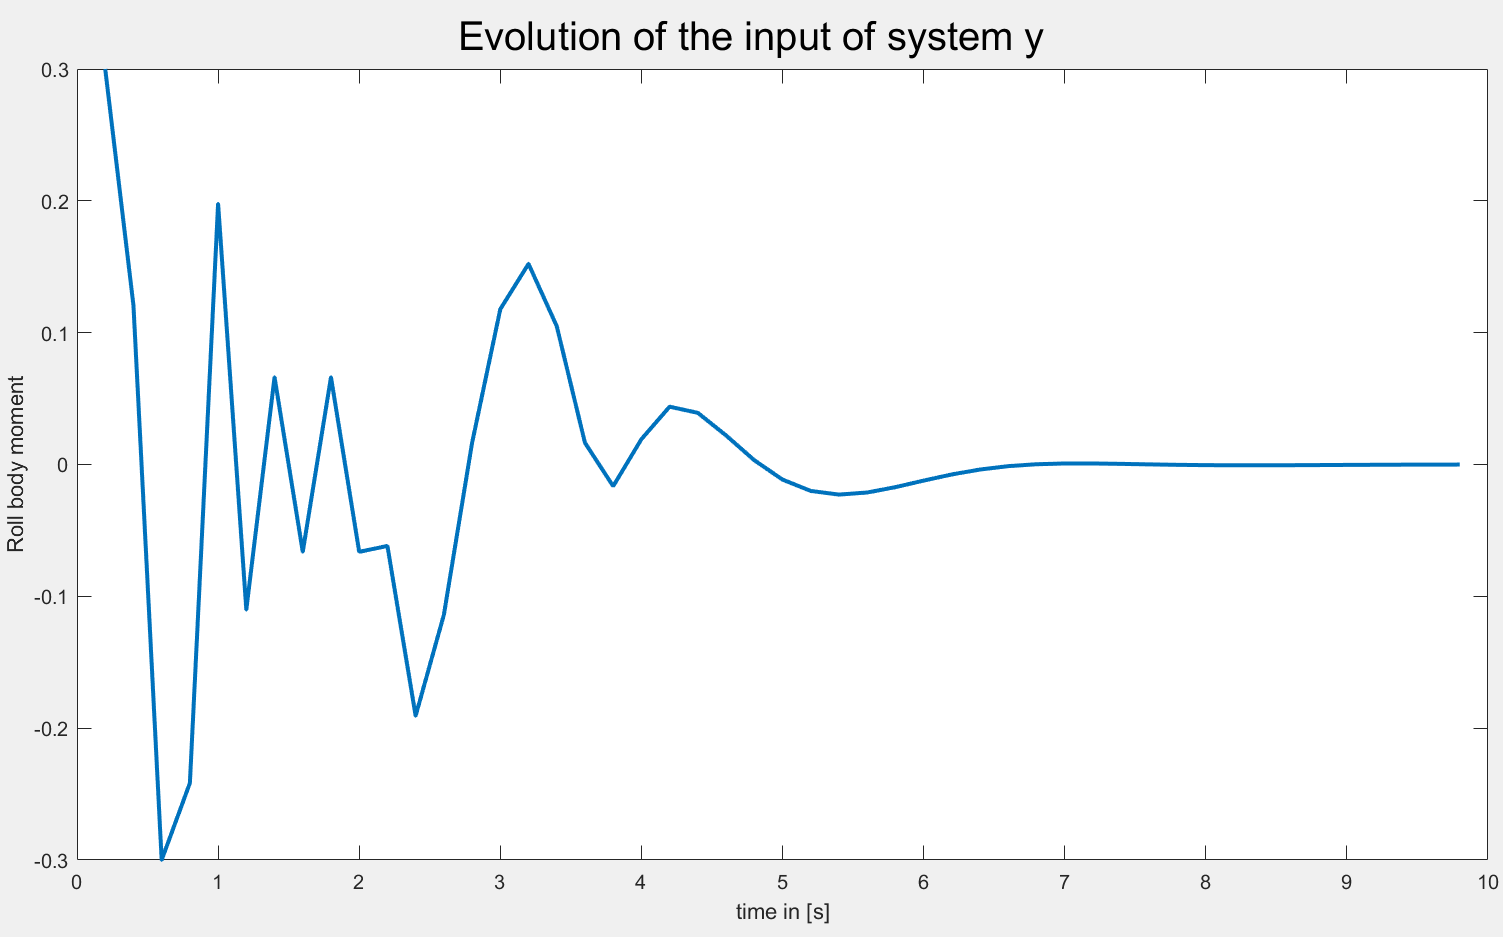 Evolution of the input of system y
0.3
0.2
0.1
0
-0.1
-0.2
-0.3
Roll body moment
0 1 2 3 4 5 6 7 8 9 10
time in [s]